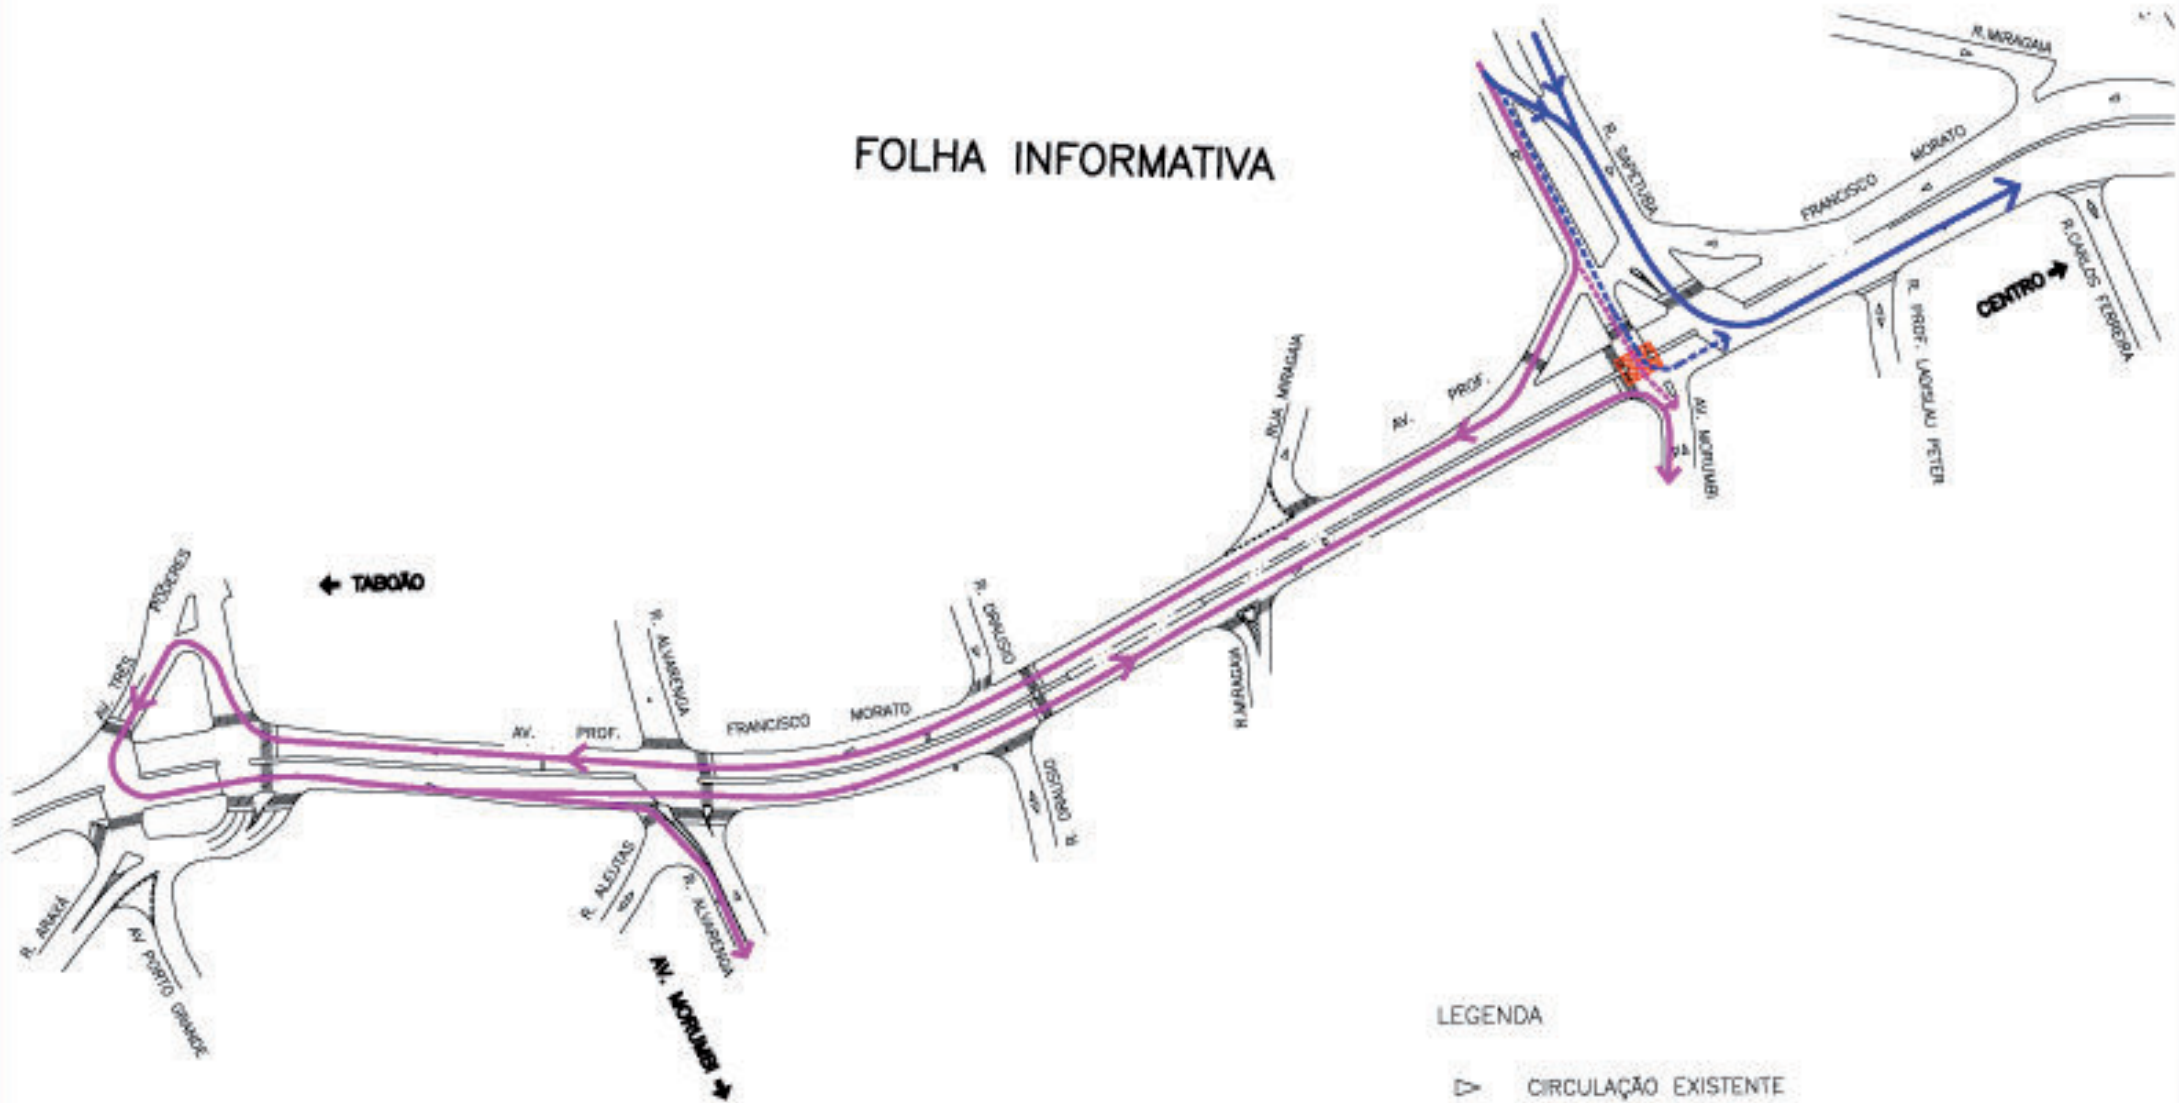 R. MIRAGAIA
FOLHA INFORMATIVA
R. SAPETUBA
FRANCISCO MORATO
R. CARLOS FERREIRA
CENTRO
R. PROF. LADISLAU PETER
RUA MIRAGAIA
AV. PROF.
AV. MORUMBI
TABOÃO
AV. TRÊS PODERES
R. ALVARENGA
R. DRAUSIO
R. MIRAGAIA
AV. PROF. FRANCISCO MORATO
R. DRAUSIO
R. ALEUTAS
R. ALVARENGA
R. ARAXÁ
AV PORTO GRANDE
AV. MORUMBI
LEGENDA
CIRCULAÇÃO EXISTENTE